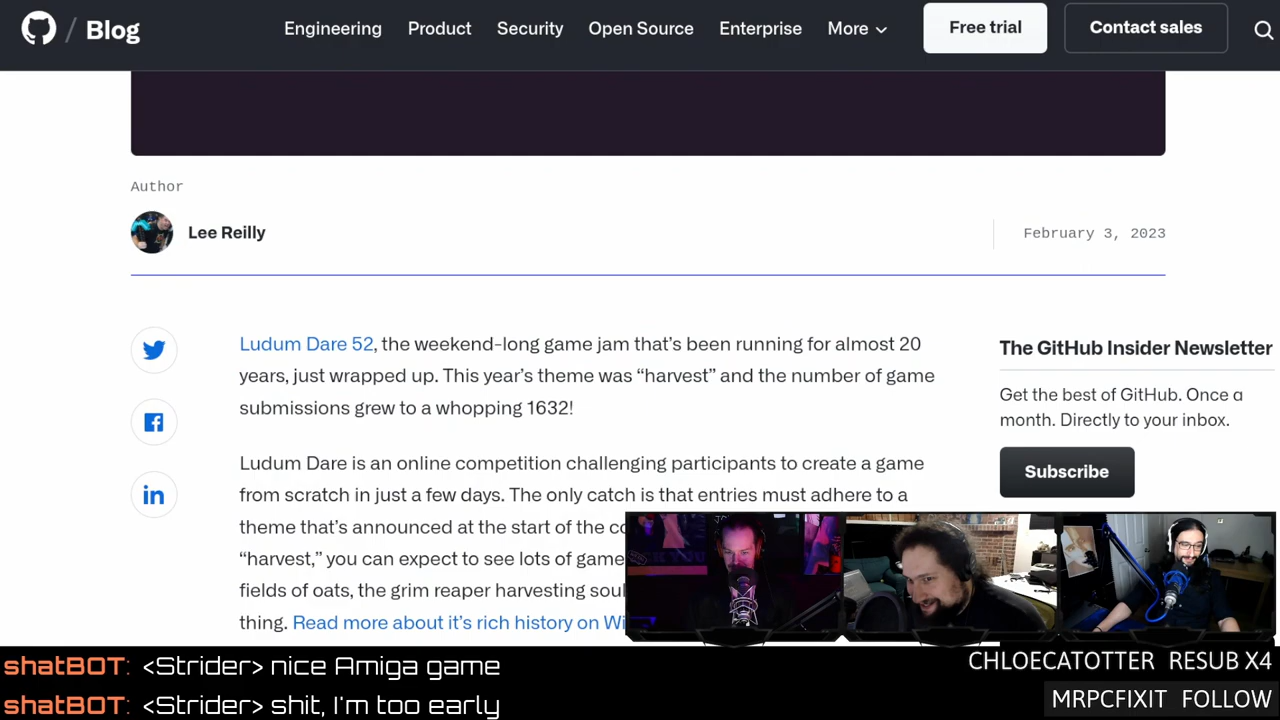 / Blog
Engineering Product Security Open Source Enterprise More
Free trial
Contact sales
Author
Lee Reilly
February 3, 2023
Ludum Dare 52, the weekend-long game jam that’s been running for almost 20
years, just wrapped up. This year’s theme was “harvest” and the number of game
submissions grew to a whopping 1632!
Ludum Dare is an online competition challenging participants to create a game
from scratch in just a few days. The only catch is that entries must adhere to a
theme that’s announced at the start of the
“harvest,” you can expect to see lots of game
fields of oats, the grim reaper harvesting
thing. Read more about it’s rich history on
The GitHub Insider Newsletter
Get the best of GitHub. Once a
month. Directly to your inbox.
Subscribe
shatBOT: <Strider> nice Amiga game
shatBOT: <Strider> shit, I'm too early
CHLOECATOTTER RESUB X4
MRPCFIXIT FOLLOW